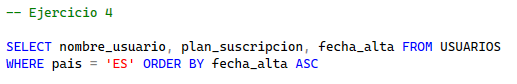 -- Ejercicio 4
SELECT nombre_usuario, plan_suscripcion, fecha_alta FROM USUARIOS
WHERE pais = 'ES' ORDER BY fecha_alta ASC